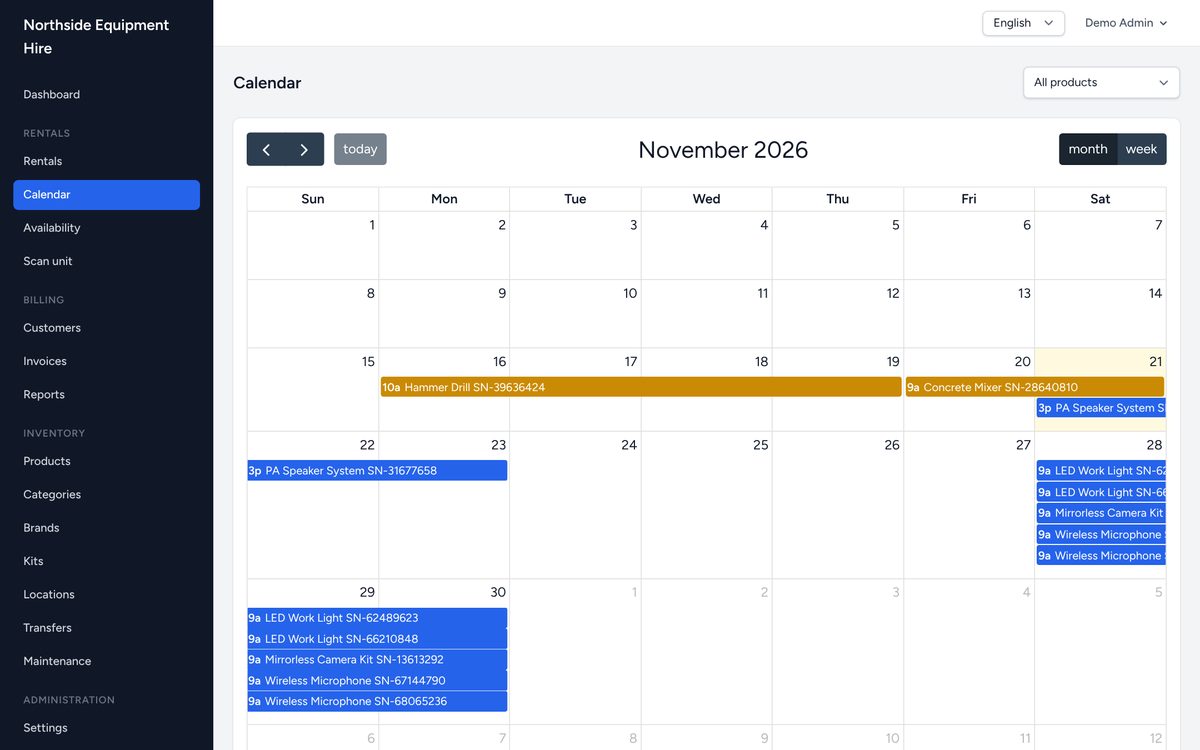 Northside Equipment
Hire
Dashboard
RENTALS
Rentals
Calendar
Availability
Scan unit
BILLING
Customers
Invoices
Reports
INVENTORY
Products
Categories
Brands
Kits
Locations
Transfers
Maintenance
ADMINISTRATION
Settings
English
Demo Admin
Calendar
All products
today
November 2026
month week
Sun Mon Tue Wed Thu Fri Sat
1 2 3 4 5 6 7
8 9 10 11 12 13 14
15 16 17 18 19 20 21
10a Hammer Drill SN-39636424
9a Concrete Mixer SN-28640810
3p PA Speaker System S
22 23 24 25 26 27 28
3p PA Speaker System SN-31677658
9a LED Work Light SN-62
9a LED Work Light SN-66
9a Mirrorless Camera Kit
9a Wireless Microphone
9a Wireless Microphone
29 30 1 2 3 4 5
9a LED Work Light SN-62489623
9a LED Work Light SN-66210848
9a Mirrorless Camera Kit SN-13613292
9a Wireless Microphone SN-67144790
9a Wireless Microphone SN-68065236
6 7 8 9 10 11 12